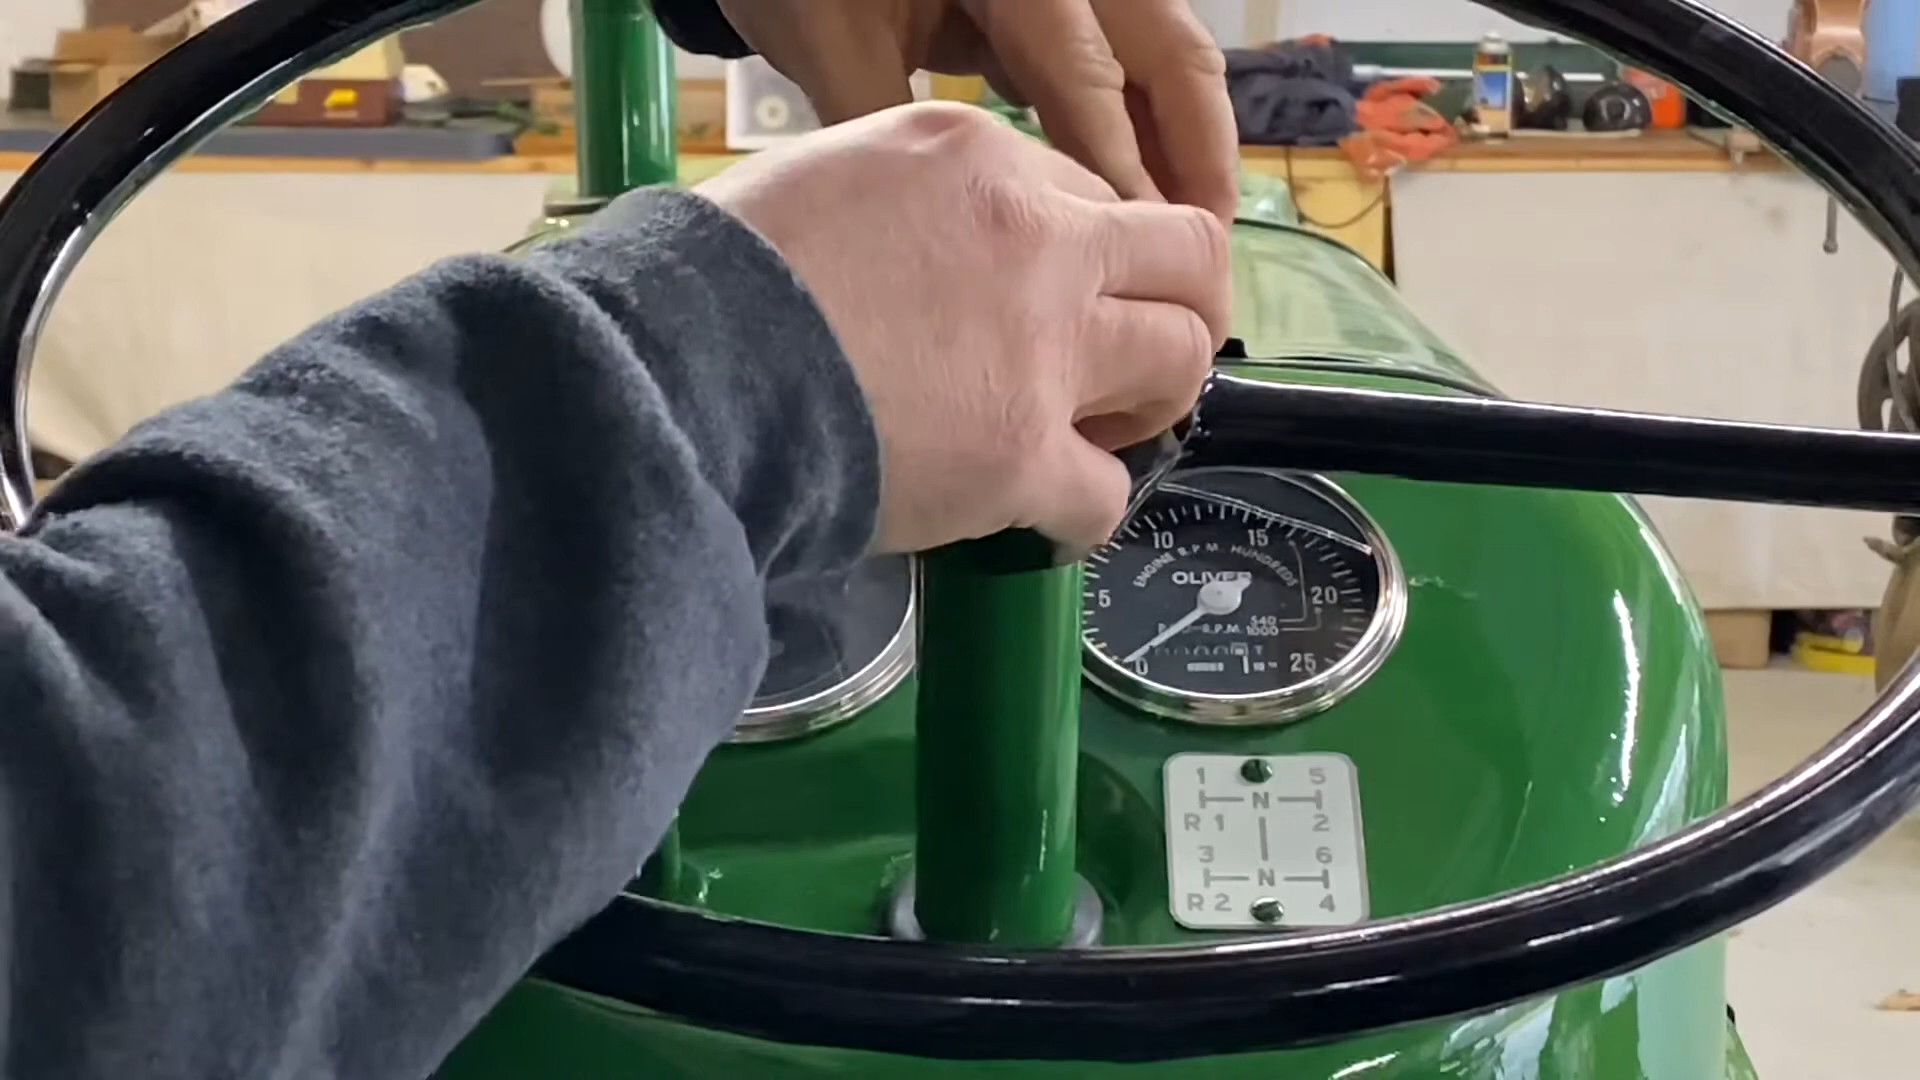 10 15
ENGINE R.P.M. HUNDREDS
OLIVER
5 20
540
R.P.M. 1000
0 25
1 5
N
R 1 2
3 6
N
R 2 4